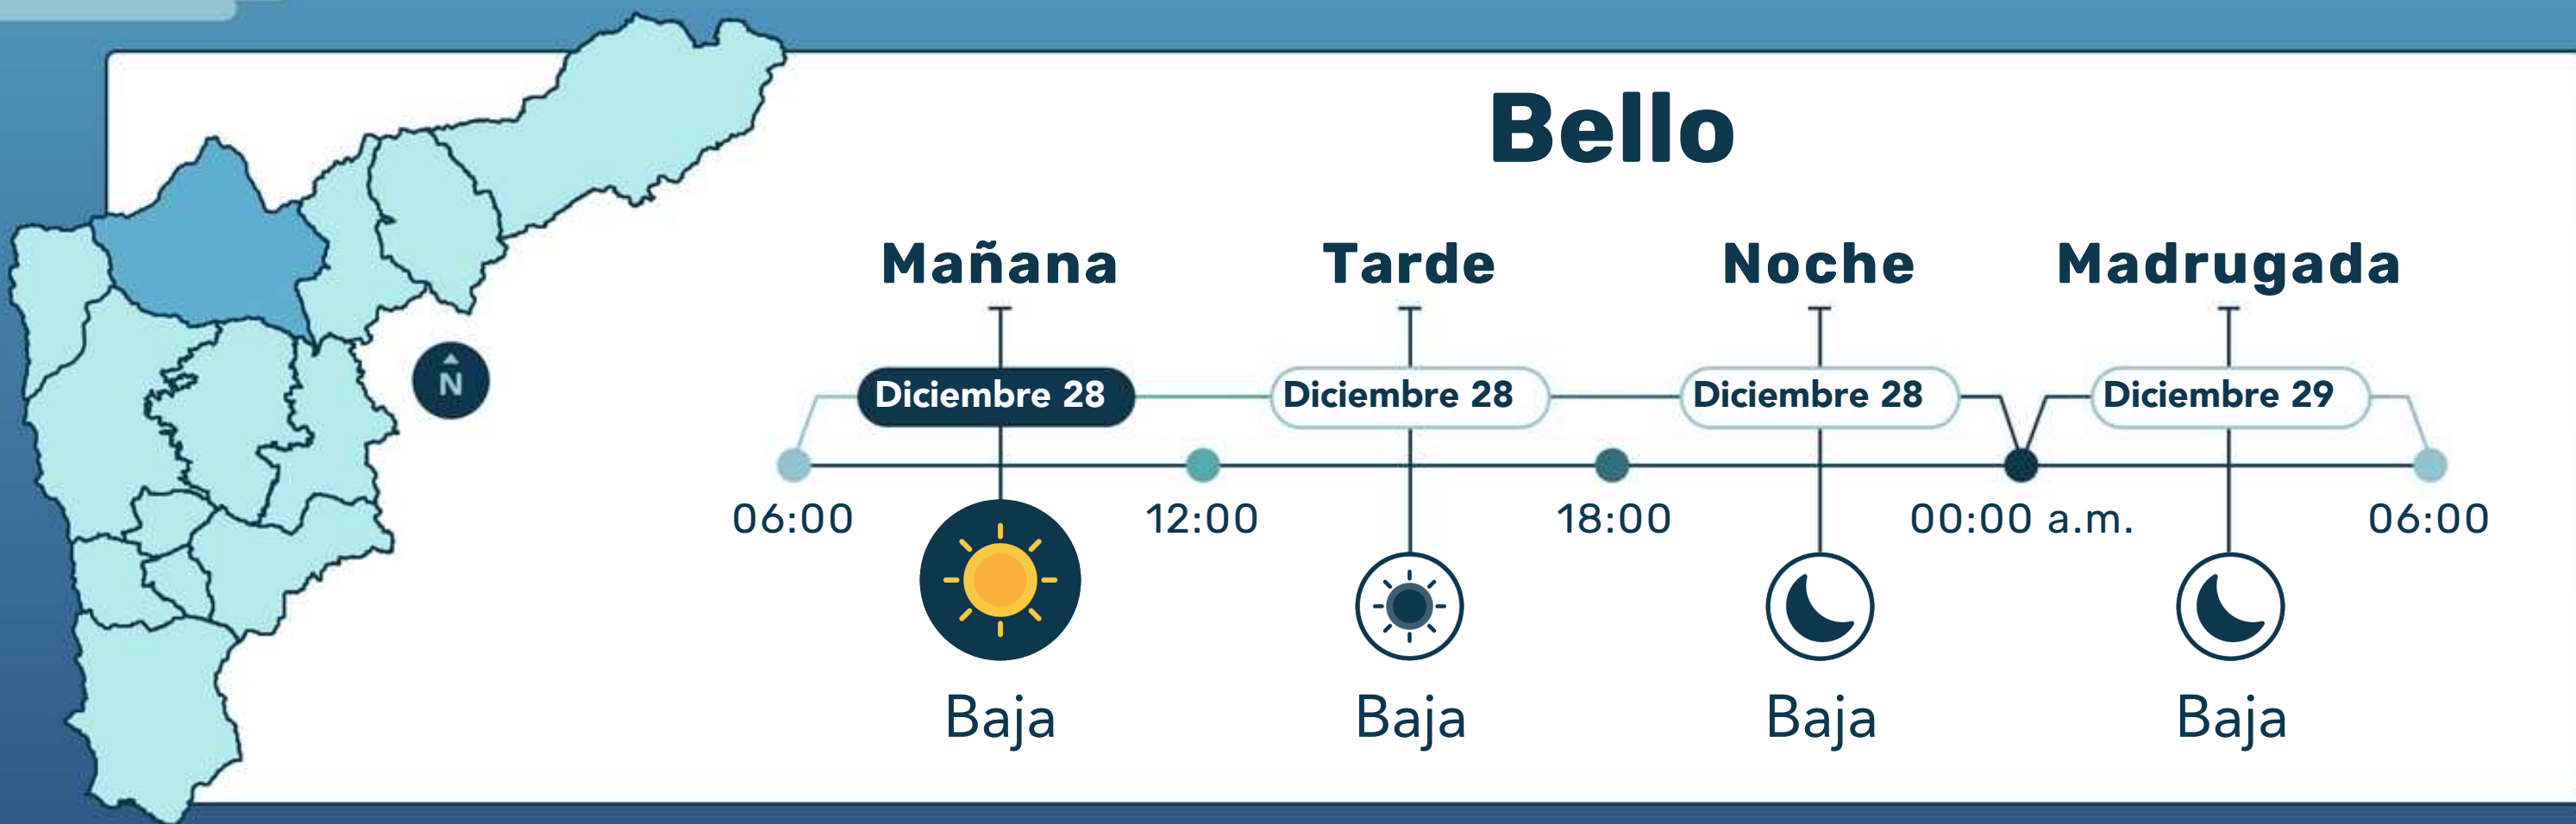 Bello
Mañana Tarde Noche Madrugada
N
Diciembre 28 Diciembre 28 Diciembre 28 Diciembre 29
06:00 12:00 18:00 00:00 a.m. 06:00
Baja Baja Baja Baja